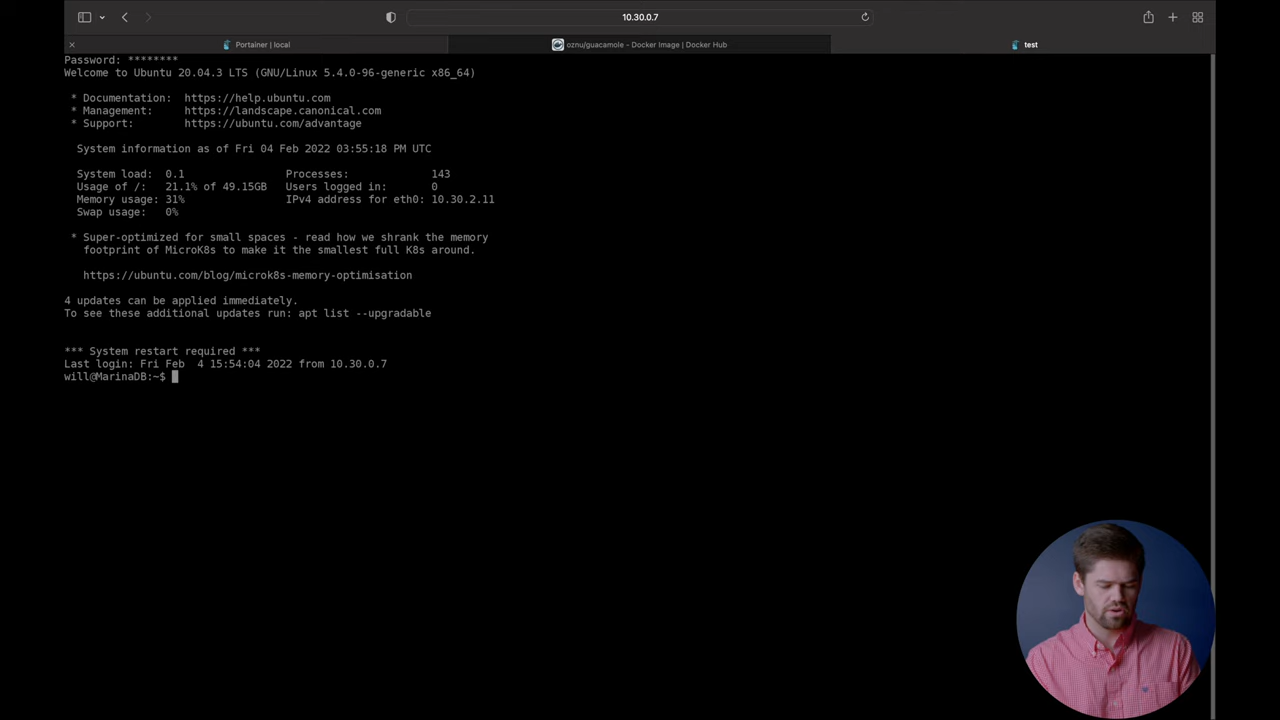 10.30.0.7
Portainer | local
oznu/guacamole - Docker Image | Docker Hub
test
Password: ********
Welcome to Ubuntu 20.04.3 LTS (GNU/Linux 5.4.0-96-generic x86_64)
* Documentation:  https://help.ubuntu.com
* Management:     https://landscape.canonical.com
* Support:        https://ubuntu.com/advantage
System information as of Fri 04 Feb 2022 03:55:18 PM UTC
System load:  0.1                Processes:             143
Usage of /:   21.1% of 49.15GB   Users logged in:       0
Memory usage: 31%                IPv4 address for eth0: 10.30.2.11
Swap usage:   0%
* Super-optimized for small spaces - read how we shrank the memory
footprint of MicroK8s to make it the smallest full K8s around.
https://ubuntu.com/blog/microk8s-memory-optimisation
4 updates can be applied immediately.
To see these additional updates run: apt list --upgradable
*** System restart required ***
Last login: Fri Feb  4 15:54:04 2022 from 10.30.0.7
will@MarinaDB:~$